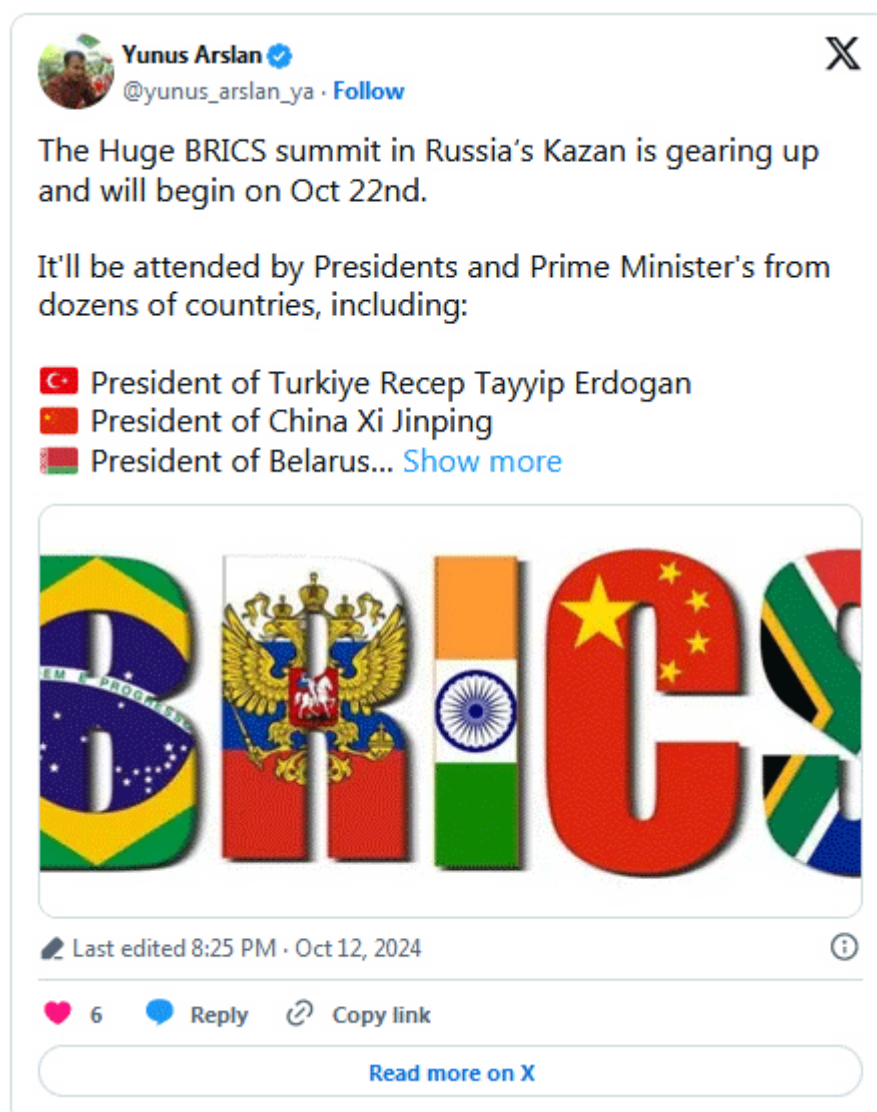 Yunus Arslan
@yunus_arslan_ya · Follow
The Huge BRICS summit in Russia's Kazan is gearing up
and will begin on Oct 22nd.
It'll be attended by Presidents and Prime Minister's from
dozens of countries, including:
🇹🇷 President of Turkiye Recep Tayyip Erdogan
🇨🇳 President of China Xi Jinping
🇧🇾 President of Belarus... Show more
BRICS
EM E PROGRESSO
Last edited 8:25 PM · Oct 12, 2024
6 Reply Copy link
Read more on X